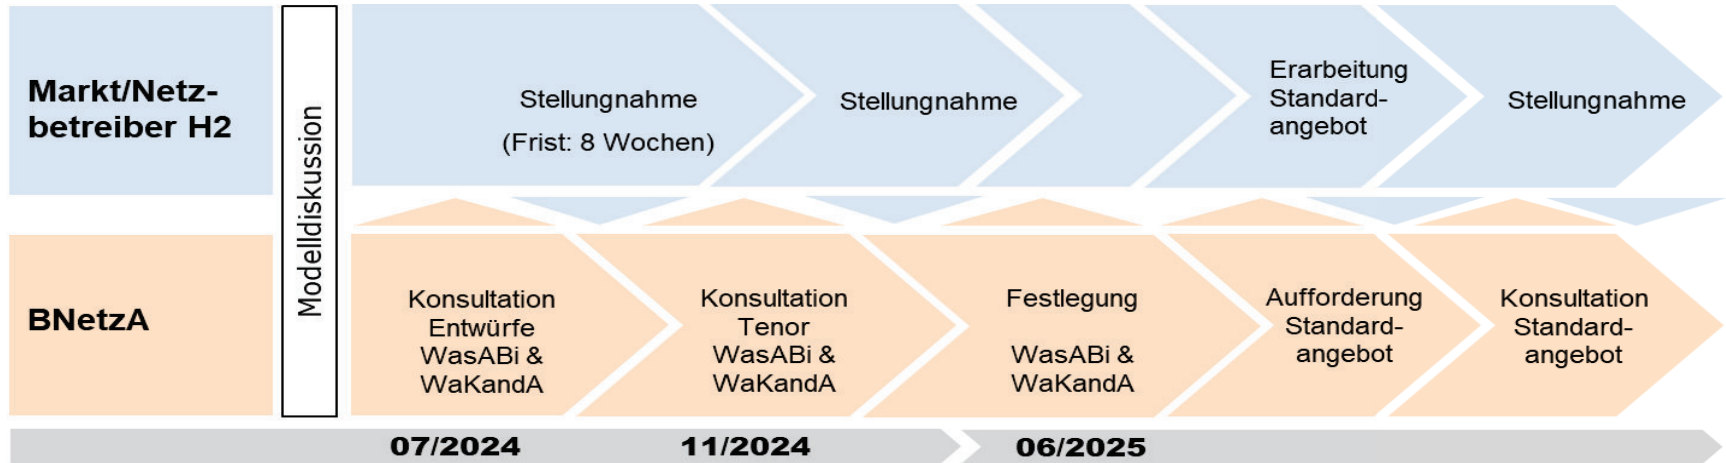 Markt/Netz-
betreiber H2
Modelldiskussion
Stellungnahme
(Frist: 8 Wochen)
Stellungnahme
Erarbeitung
Standard-
angebot
Stellungnahme
BNetzA
Konsultation
Entwürfe
WasABi &
WaKandA
Konsultation
Tenor
WasABi &
WaKandA
Festlegung
WasABi &
WaKandA
Aufforderung
Standard-
angebot
Konsultation
Standard-
angebot
07/2024
11/2024
06/2025